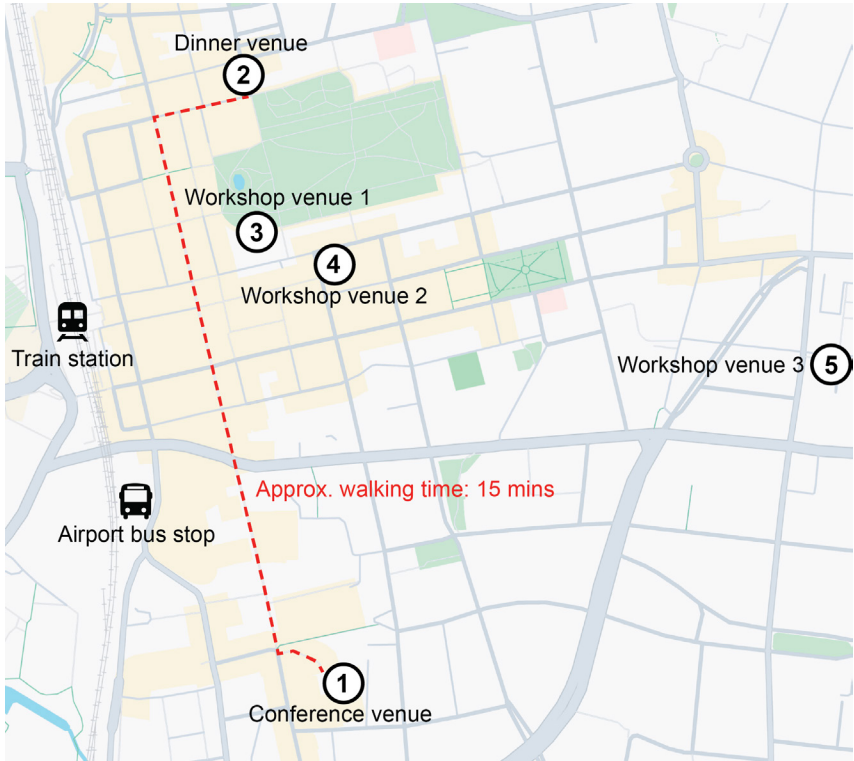 Dinner venue
2
Workshop venue 1
3
4
Workshop venue 2
Train station
Workshop venue 3 5
Approx. walking time: 15 mins
Airport bus stop
1
Conference venue